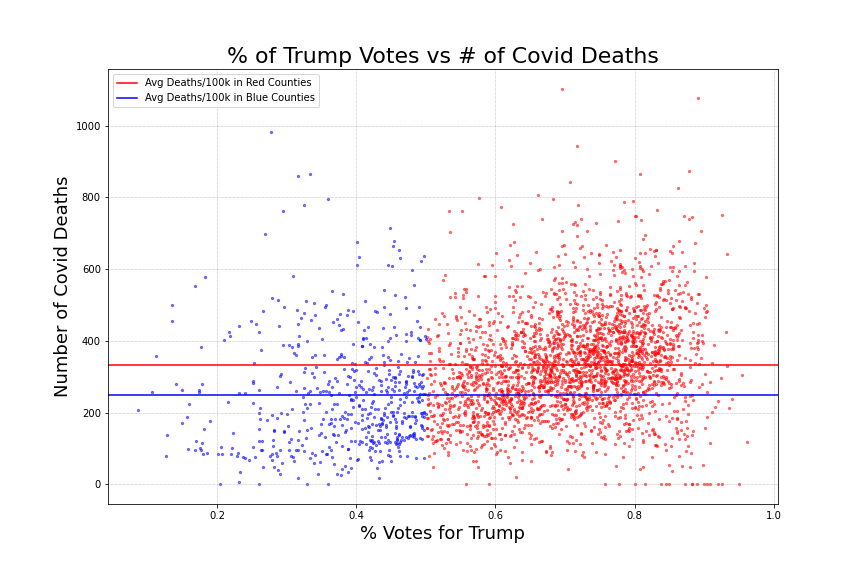 % of Trump Votes vs # of Covid Deaths
Avg Deaths/100k in Red Counties
Avg Deaths/100k in Blue Counties
Number of Covid Deaths
1000
800
600
400
200
0
0.2 0.4 0.6 0.8 1.0
% Votes for Trump